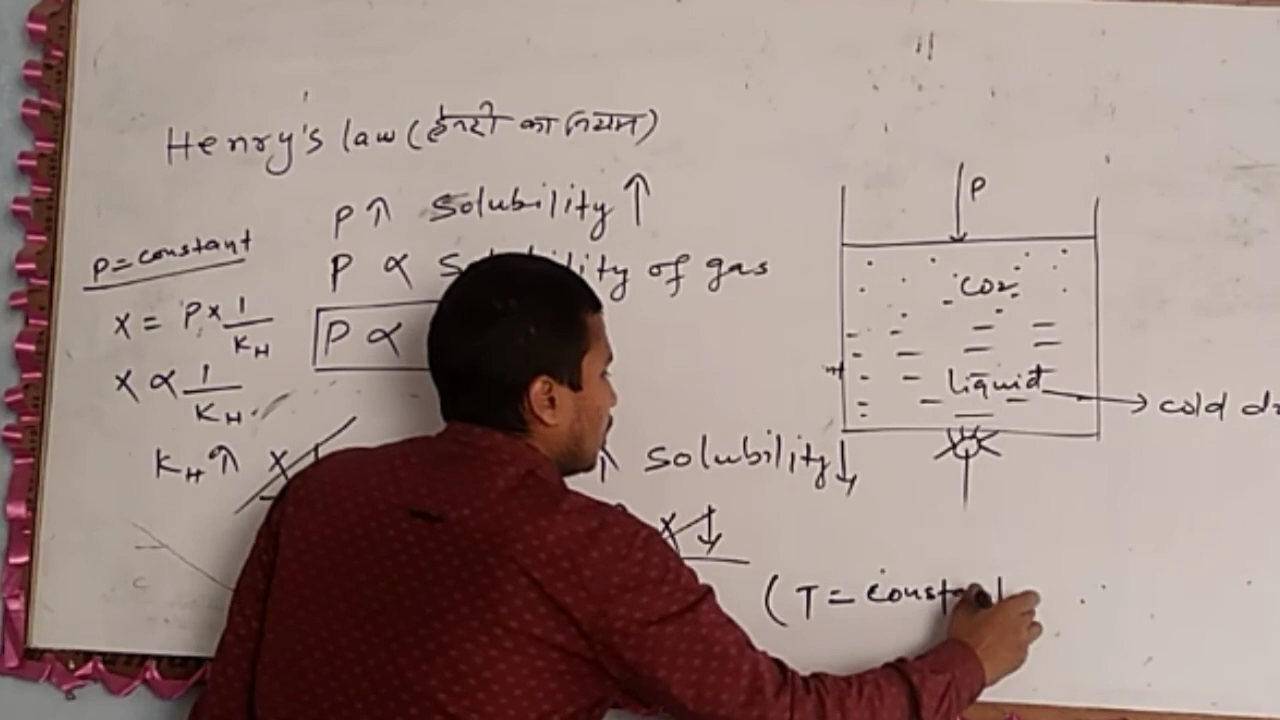 Henry's law (हेनरी का नियम)
P↑ Solubility↑
P ∝ Solubility of gas
P ∝
P = constant
X = P × 1/K_H
X ∝ 1/K_H
K_H↑ X↓
↑ solubility↓
X↓
(T = constant
P
CO2
liquid → cold